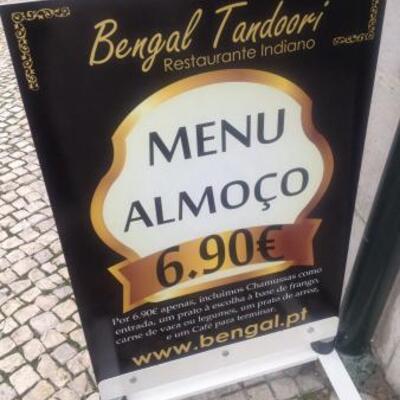 Bengal Tandoori
Restaurante Indiano
MENU
ALMOÇO
6.90€
Por 6.90€ apenas, incluimos Chamussas como
entrada, um prato à escolha à base de frango,
carne de vaca ou legumes, um prata de arroz,
e um Café para terminar.
www.bengal.pt